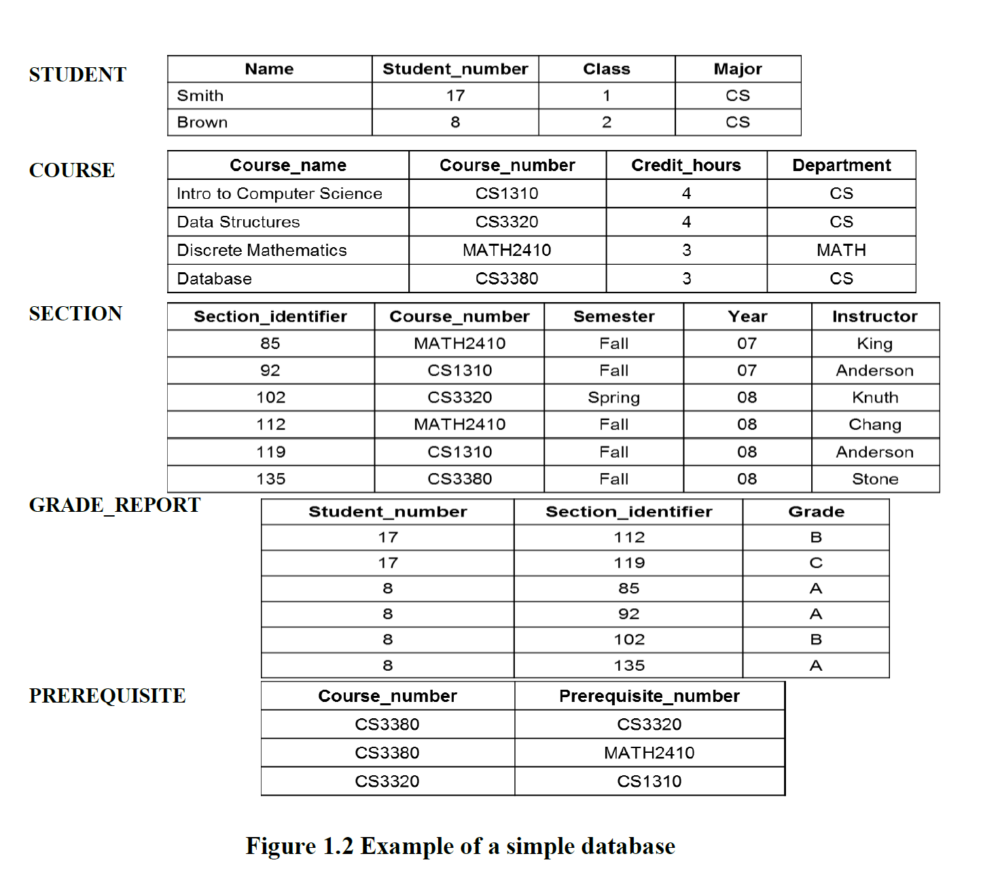 STUDENT
Name Student_number Class Major
Smith 17 1 CS
Brown 8 2 CS
COURSE
Course_name Course_number Credit_hours Department
Intro to Computer Science CS1310 4 CS
Data Structures CS3320 4 CS
Discrete Mathematics MATH2410 3 MATH
Database CS3380 3 CS
SECTION
Section_identifier Course_number Semester Year Instructor
85 MATH2410 Fall 07 King
92 CS1310 Fall 07 Anderson
102 CS3320 Spring 08 Knuth
112 MATH2410 Fall 08 Chang
119 CS1310 Fall 08 Anderson
135 CS3380 Fall 08 Stone
GRADE_REPORT
Student_number Section_identifier Grade
17 112 B
17 119 C
8 85 A
8 92 A
8 102 B
8 135 A
PREREQUISITE
Course_number Prerequisite_number
CS3380 CS3320
CS3380 MATH2410
CS3320 CS1310
Figure 1.2 Example of a simple database